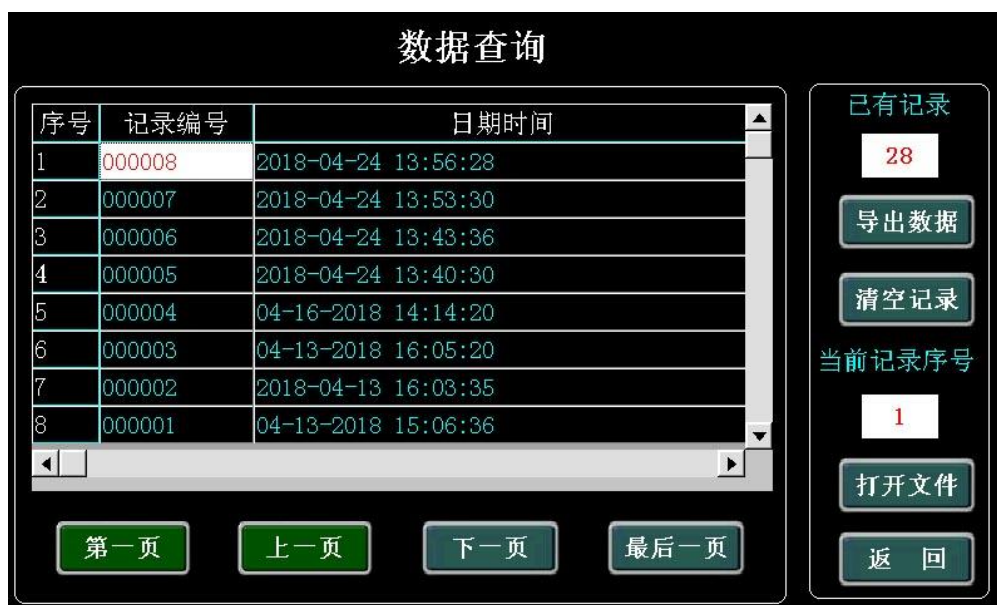 数据查询
序号 记录编号 日期时间
1 000008 2018-04-24 13:56:28
2 000007 2018-04-24 13:53:30
3 000006 2018-04-24 13:43:36
4 000005 2018-04-24 13:40:30
5 000004 04-16-2018 14:14:20
6 000003 04-13-2018 16:05:20
7 000002 2018-04-13 16:03:35
8 000001 04-13-2018 15:06:36
第一页 上一页 下一页 最后一页
已有记录
28
导出数据
清空记录
当前记录序号
1
打开文件
返 回